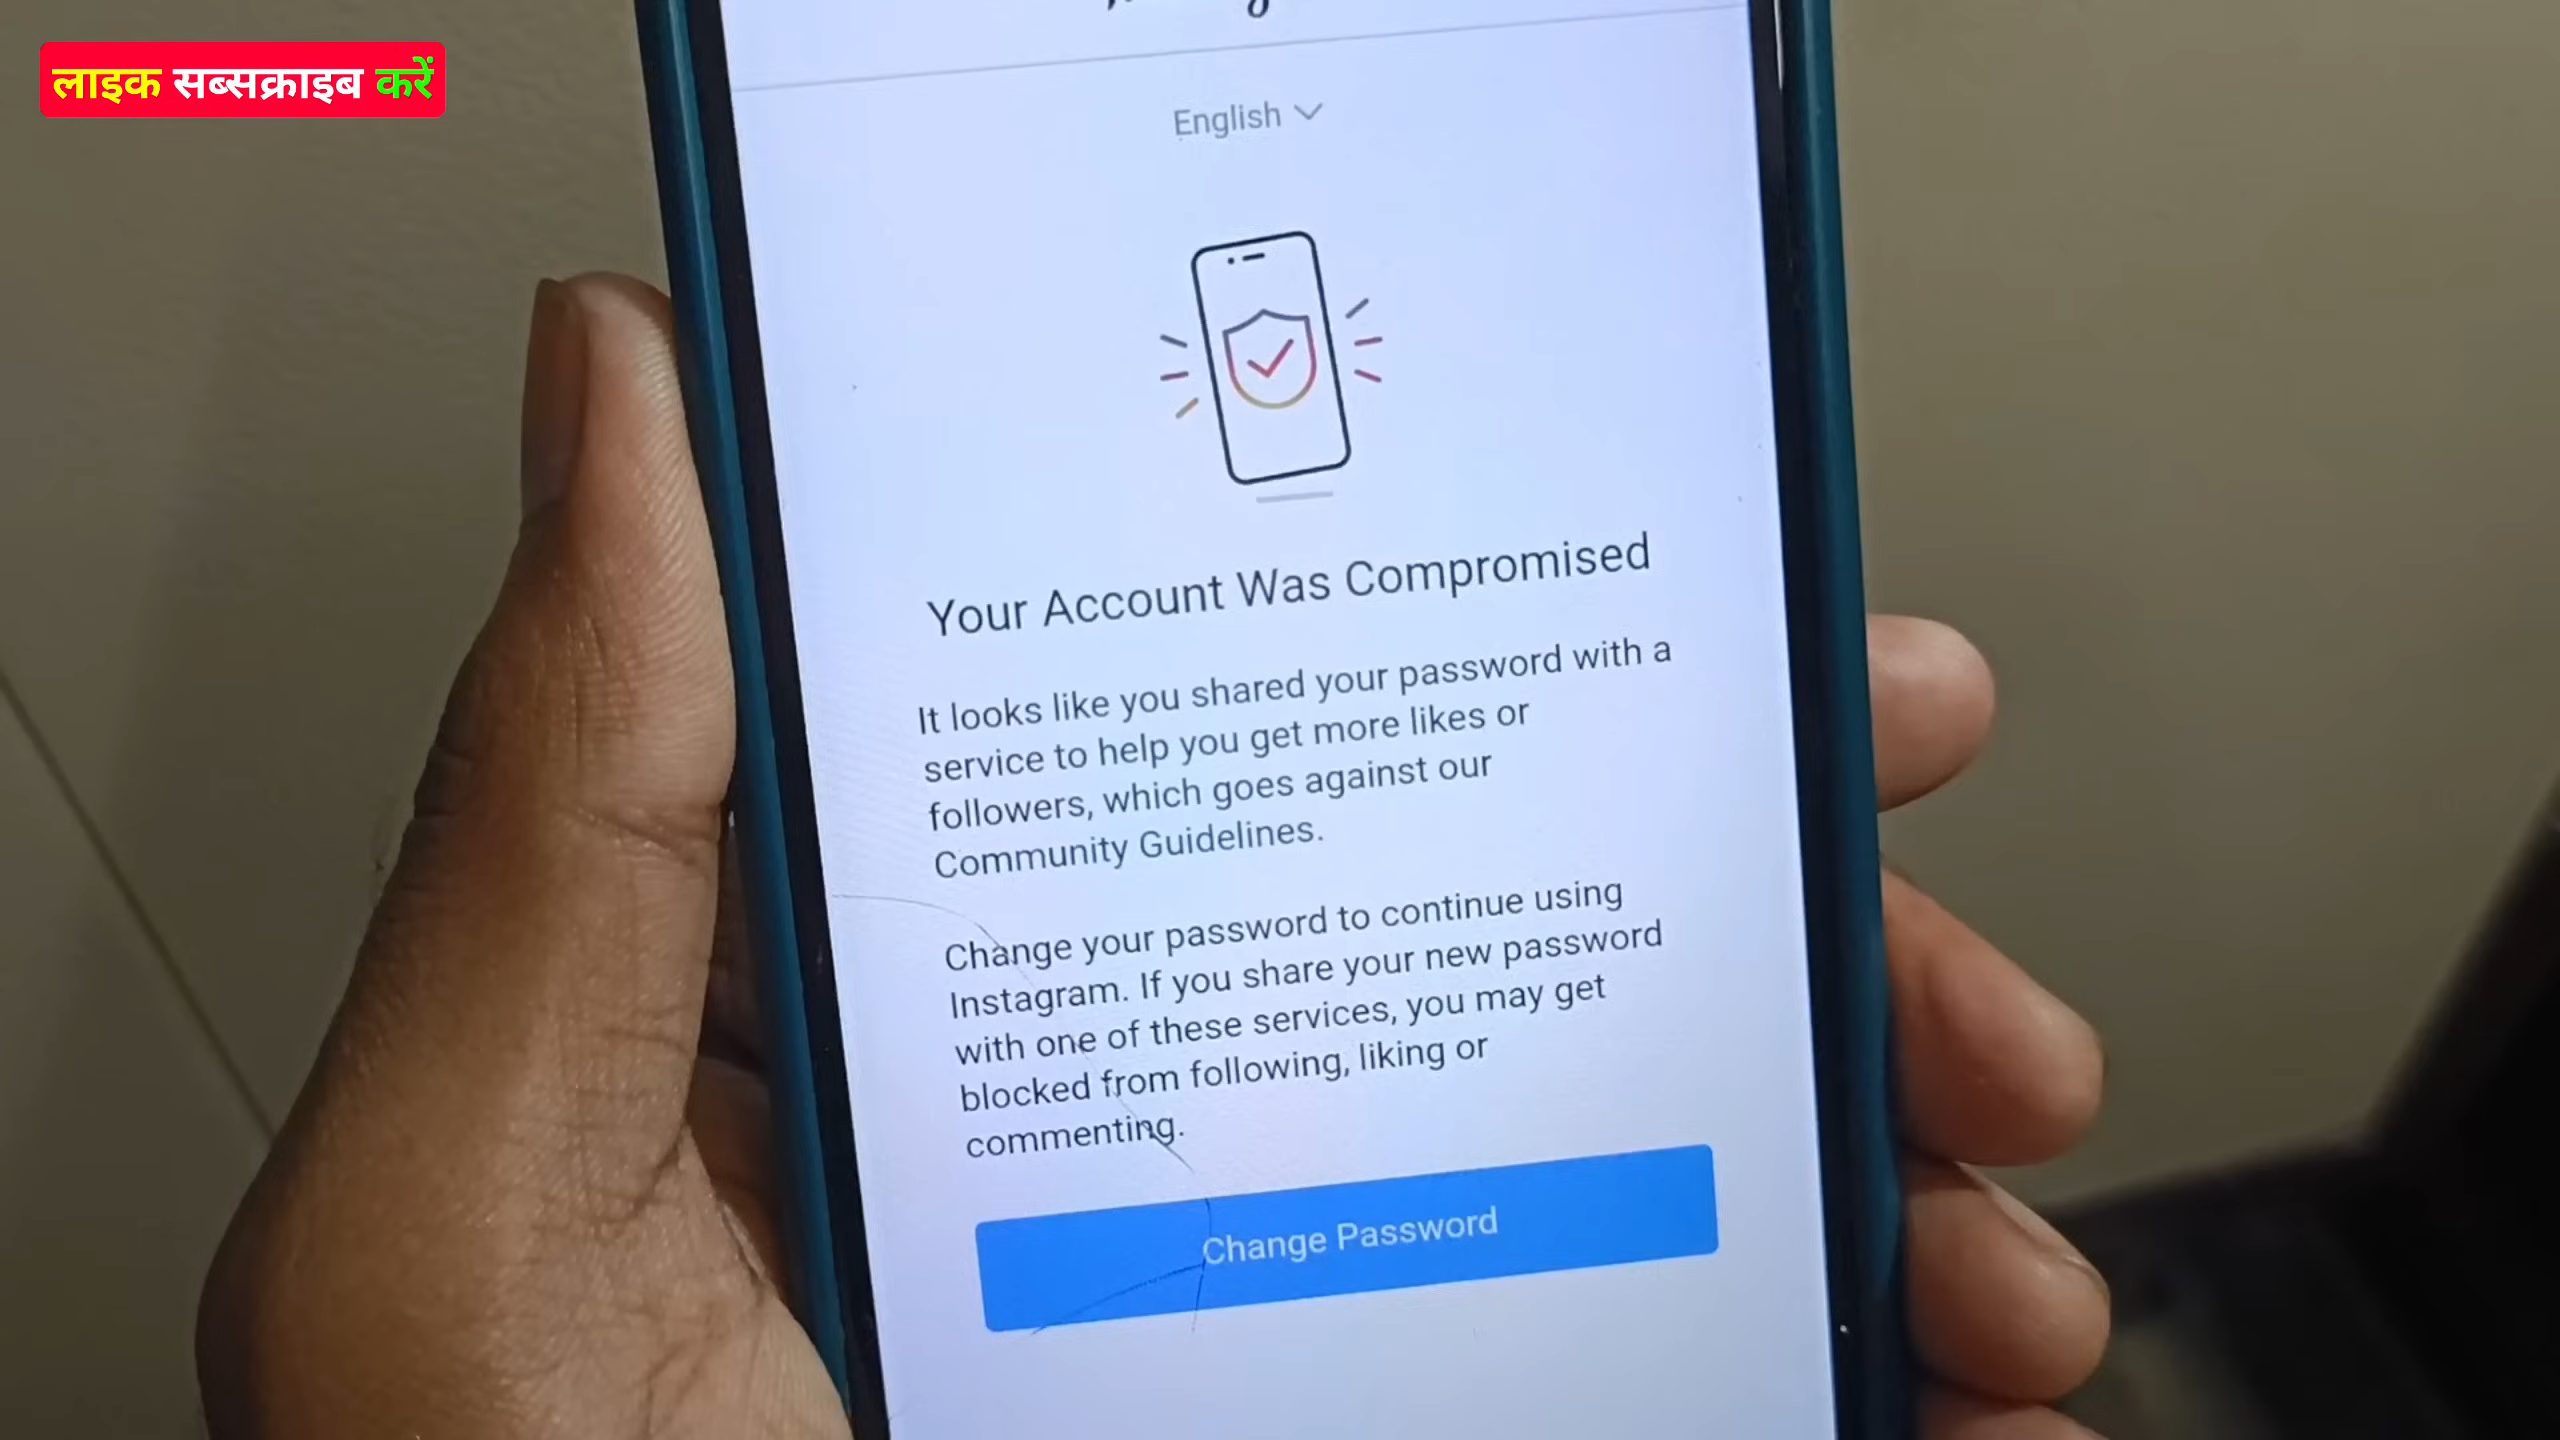 लाइक सब्सक्राइब करें
English
Your Account Was Compromised
It looks like you shared your password with a
service to help you get more likes or
followers, which goes against our
Community Guidelines.
Change your password to continue using
Instagram. If you share your new password
with one of these services, you may get
blocked from following, liking or
commenting.
Change Password